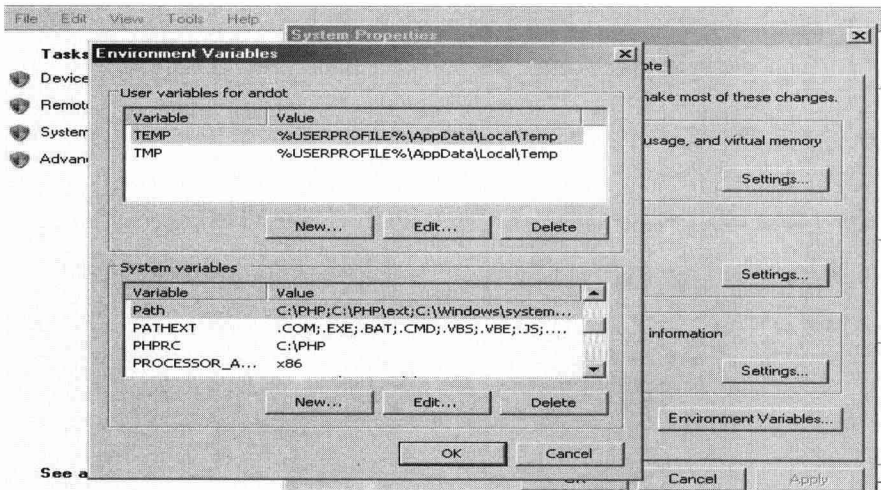 File Edit View Tools Help
System Properties
Tasks
Environment Variables
Device
Remot
System
Advan
ote
User variables for andot
Variable Value
TEMP %USERPROFILE%\AppData\Local\Temp
TMP %USERPROFILE%\AppData\Local\Temp
New... Edit... Delete
make most of these changes.
usage, and virtual memory
Settings...
System variables
Variable Value
Path C:\PHP;C:\PHP\ext;C:\Windows\system...
PATHEXT .COM;.EXE;.BAT;.CMD;.VBS;.VBE;.JS;....
PHPRC C:\PHP
PROCESSOR_A... x86
New... Edit... Delete
Settings...
information
Settings...
Environment Variables...
OK Cancel
See a
Cancel Apply